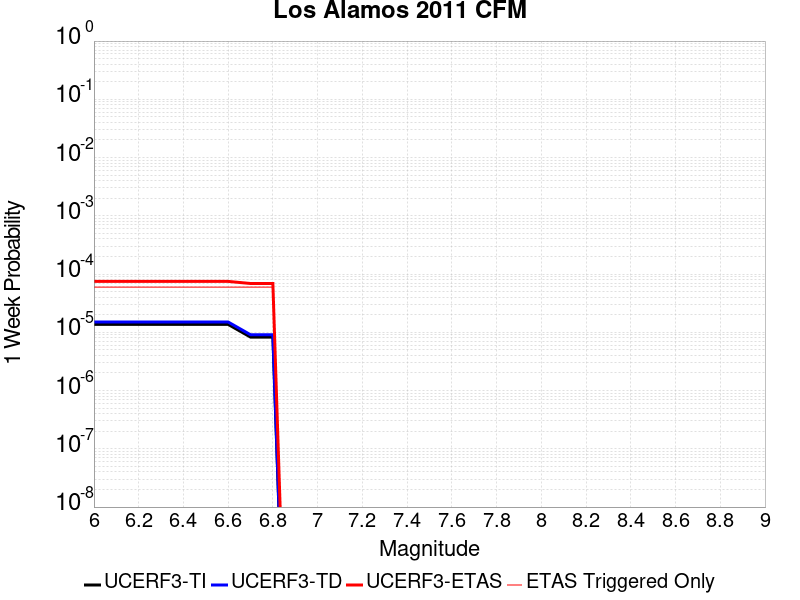 Los Alamos 2011 CFM
10^0
10^-1
10^-2
10^-3
10^-4
10^-5
10^-6
10^-7
10^-8
1 Week Probability
6 6.2 6.4 6.6 6.8 7 7.2 7.4 7.6 7.8 8 8.2 8.4 8.6 8.8 9
Magnitude
UCERF3-TI UCERF3-TD UCERF3-ETAS ETAS Triggered Only